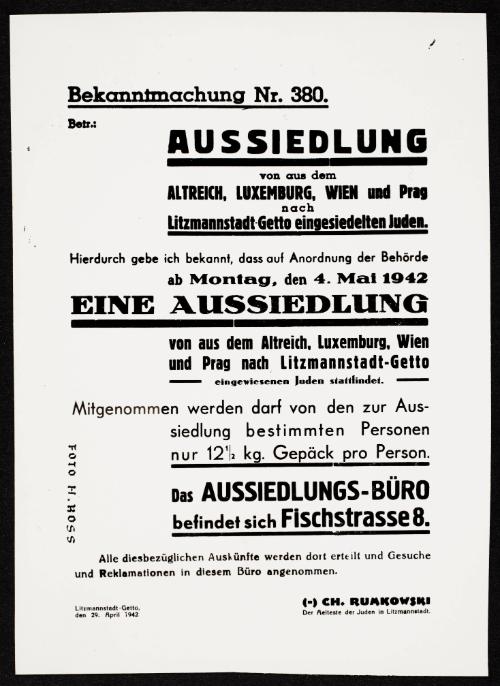 Bekanntmachung Nr. 380.
Betr.:
AUSSIEDLUNG
von aus dem
ALTREICH, LUXEMBURG, WIEN und Prag
nach
Litzmannstadt-Getto eingesiedelten Juden.
Hierdurch gebe ich bekannt, dass auf Anordnung der Behörde
ab Montag, den 4. Mai 1942
EINE AUSSIEDLUNG
von aus dem Altreich, Luxemburg, Wien
und Prag nach Litzmannstadt-Getto
eingewiesenen Juden stattfindet.
Mitgenommen werden darf von den zur Aus-
siedlung bestimmten Personen
nur 12½ kg. Gepäck pro Person.
Das AUSSIEDLUNGS-BÜRO
befindet sich Fischstrasse 8.
Alle diesbezüglichen Auskünfte werden dort erteilt und Gesuche
und Reklamationen in diesem Büro angenommen.
Litzmannstadt-Getto,
den 29. April 1942
(-) CH. RUMKOWSKI
Der Aelteste der Juden in Litzmannstadt.
FOTO H. ROSS